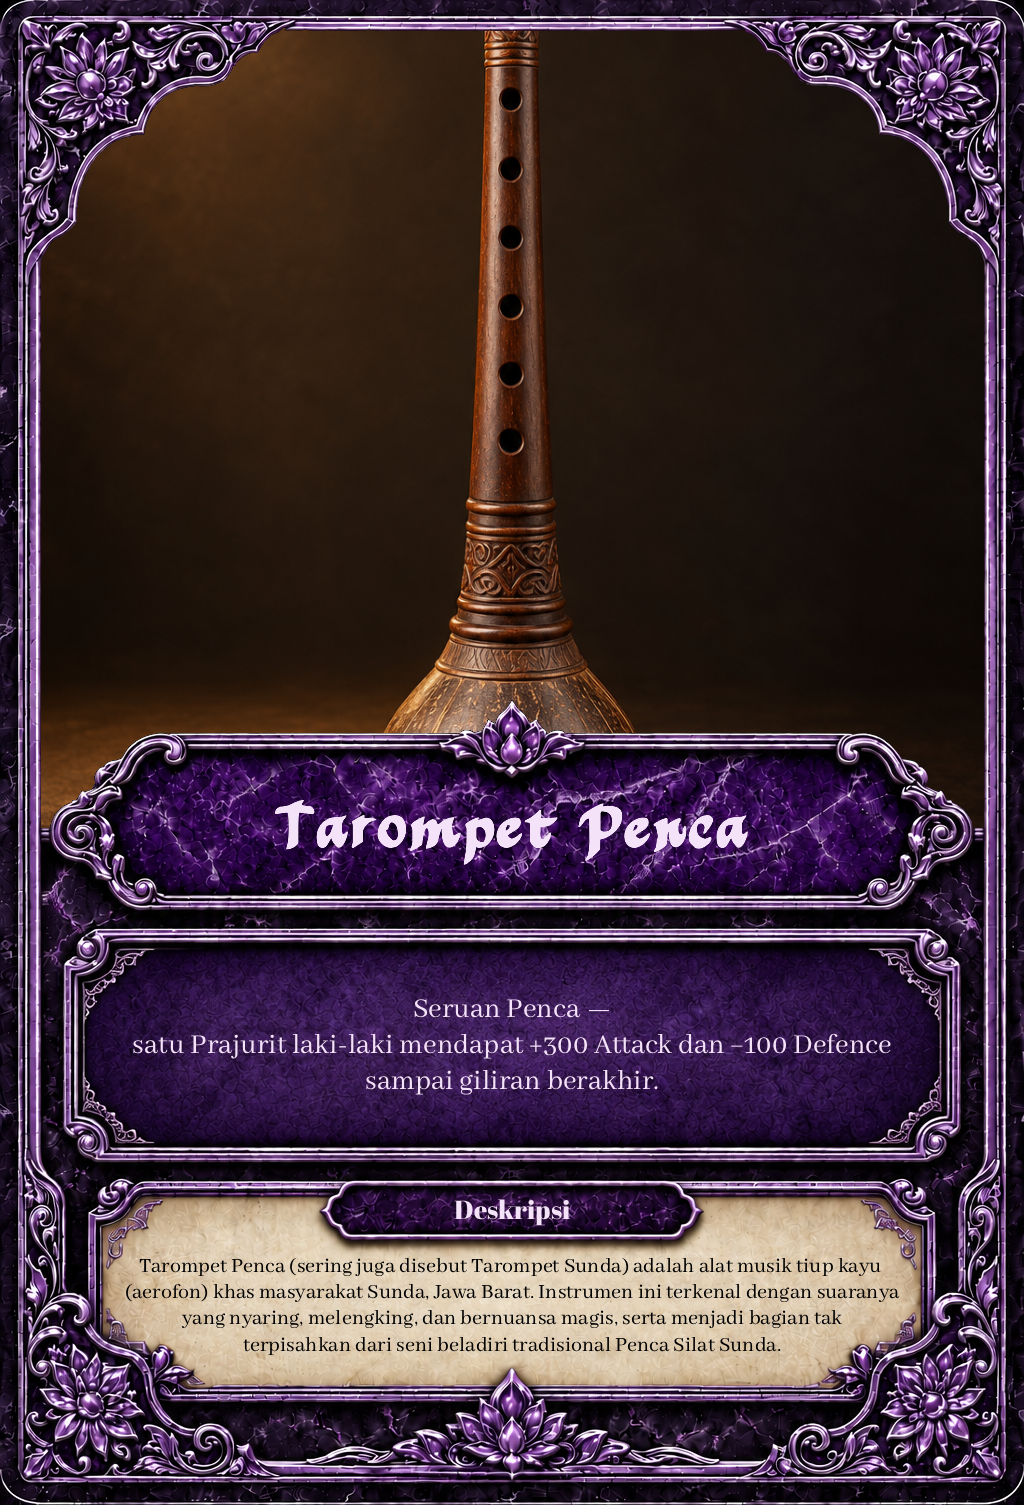 Tarompet Penca
Seruan Penca —
satu Prajurit laki-laki mendapat +300 Attack dan –100 Defence
sampai giliran berakhir.
Deskripsi
Tarompet Penca (sering juga disebut Tarompet Sunda) adalah alat musik tiup kayu
(aerofon) khas masyarakat Sunda, Jawa Barat. Instrumen ini terkenal dengan suaranya
yang nyaring, melengking, dan bernuansa magis, serta menjadi bagian tak
terpisahkan dari seni beladiri tradisional Penca Silat Sunda.